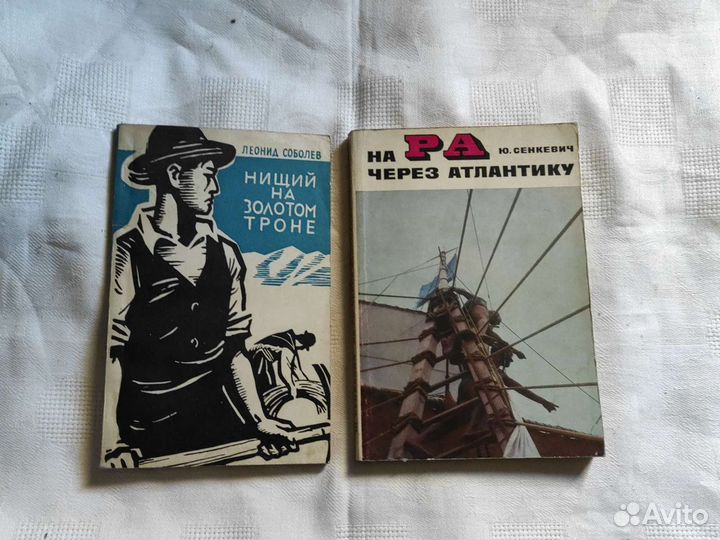 ЛЕОНИД СОБОЛЕВ
НИЩИЙ
НА
ЗОЛОТОМ
ТРОНЕ
НА РА Ю. СЕНКЕВИЧ
ЧЕРЕЗ АТЛАНТИКУ
Avito